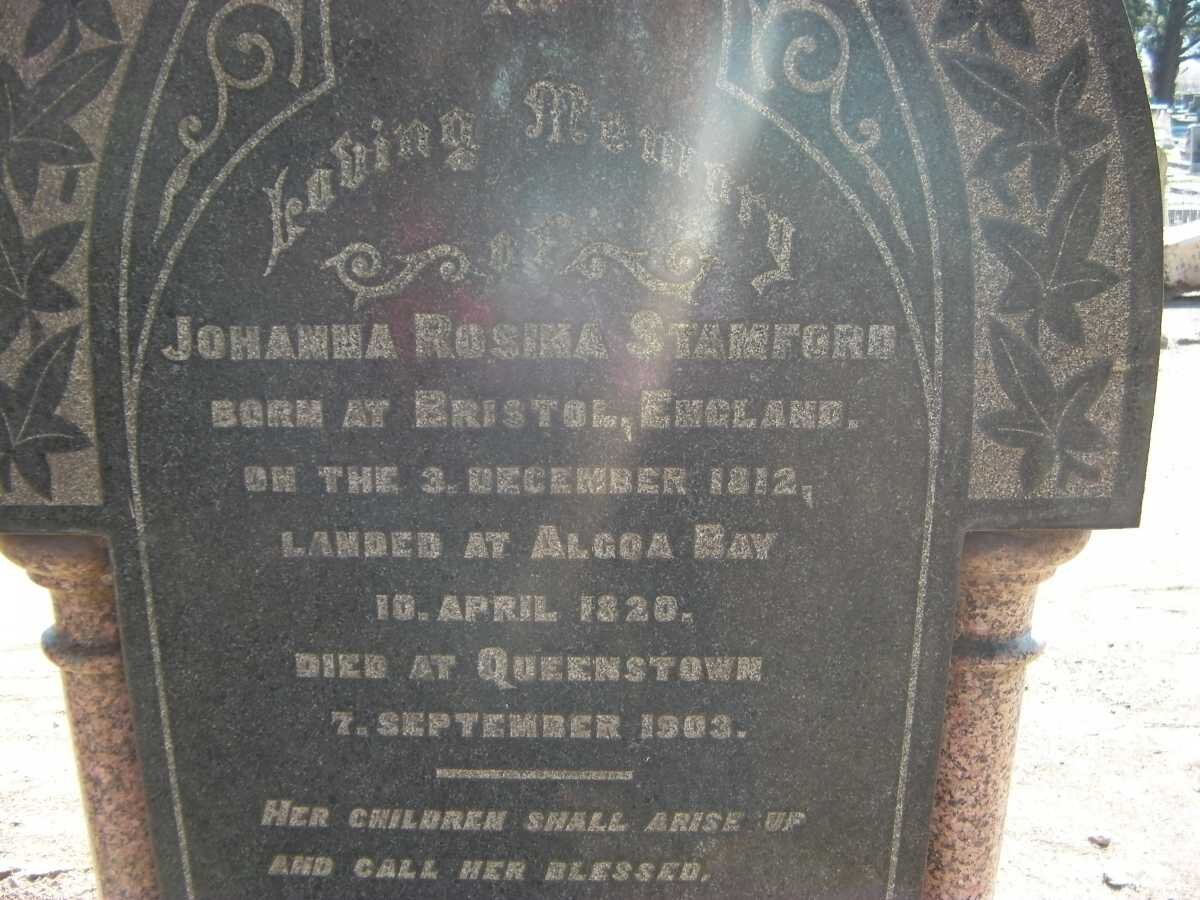 In
Loving Memory
of
JOHANNA ROSINA STAMFORD
BORN AT BRISTOL, ENGLAND.
ON THE 3. DECEMBER 1812,
LANDED AT ALGOA BAY
10. APRIL 1820.
DIED AT QUEENSTOWN
7. SEPTEMBER 1903.
HER CHILDREN SHALL ARISE UP
AND CALL HER BLESSED.